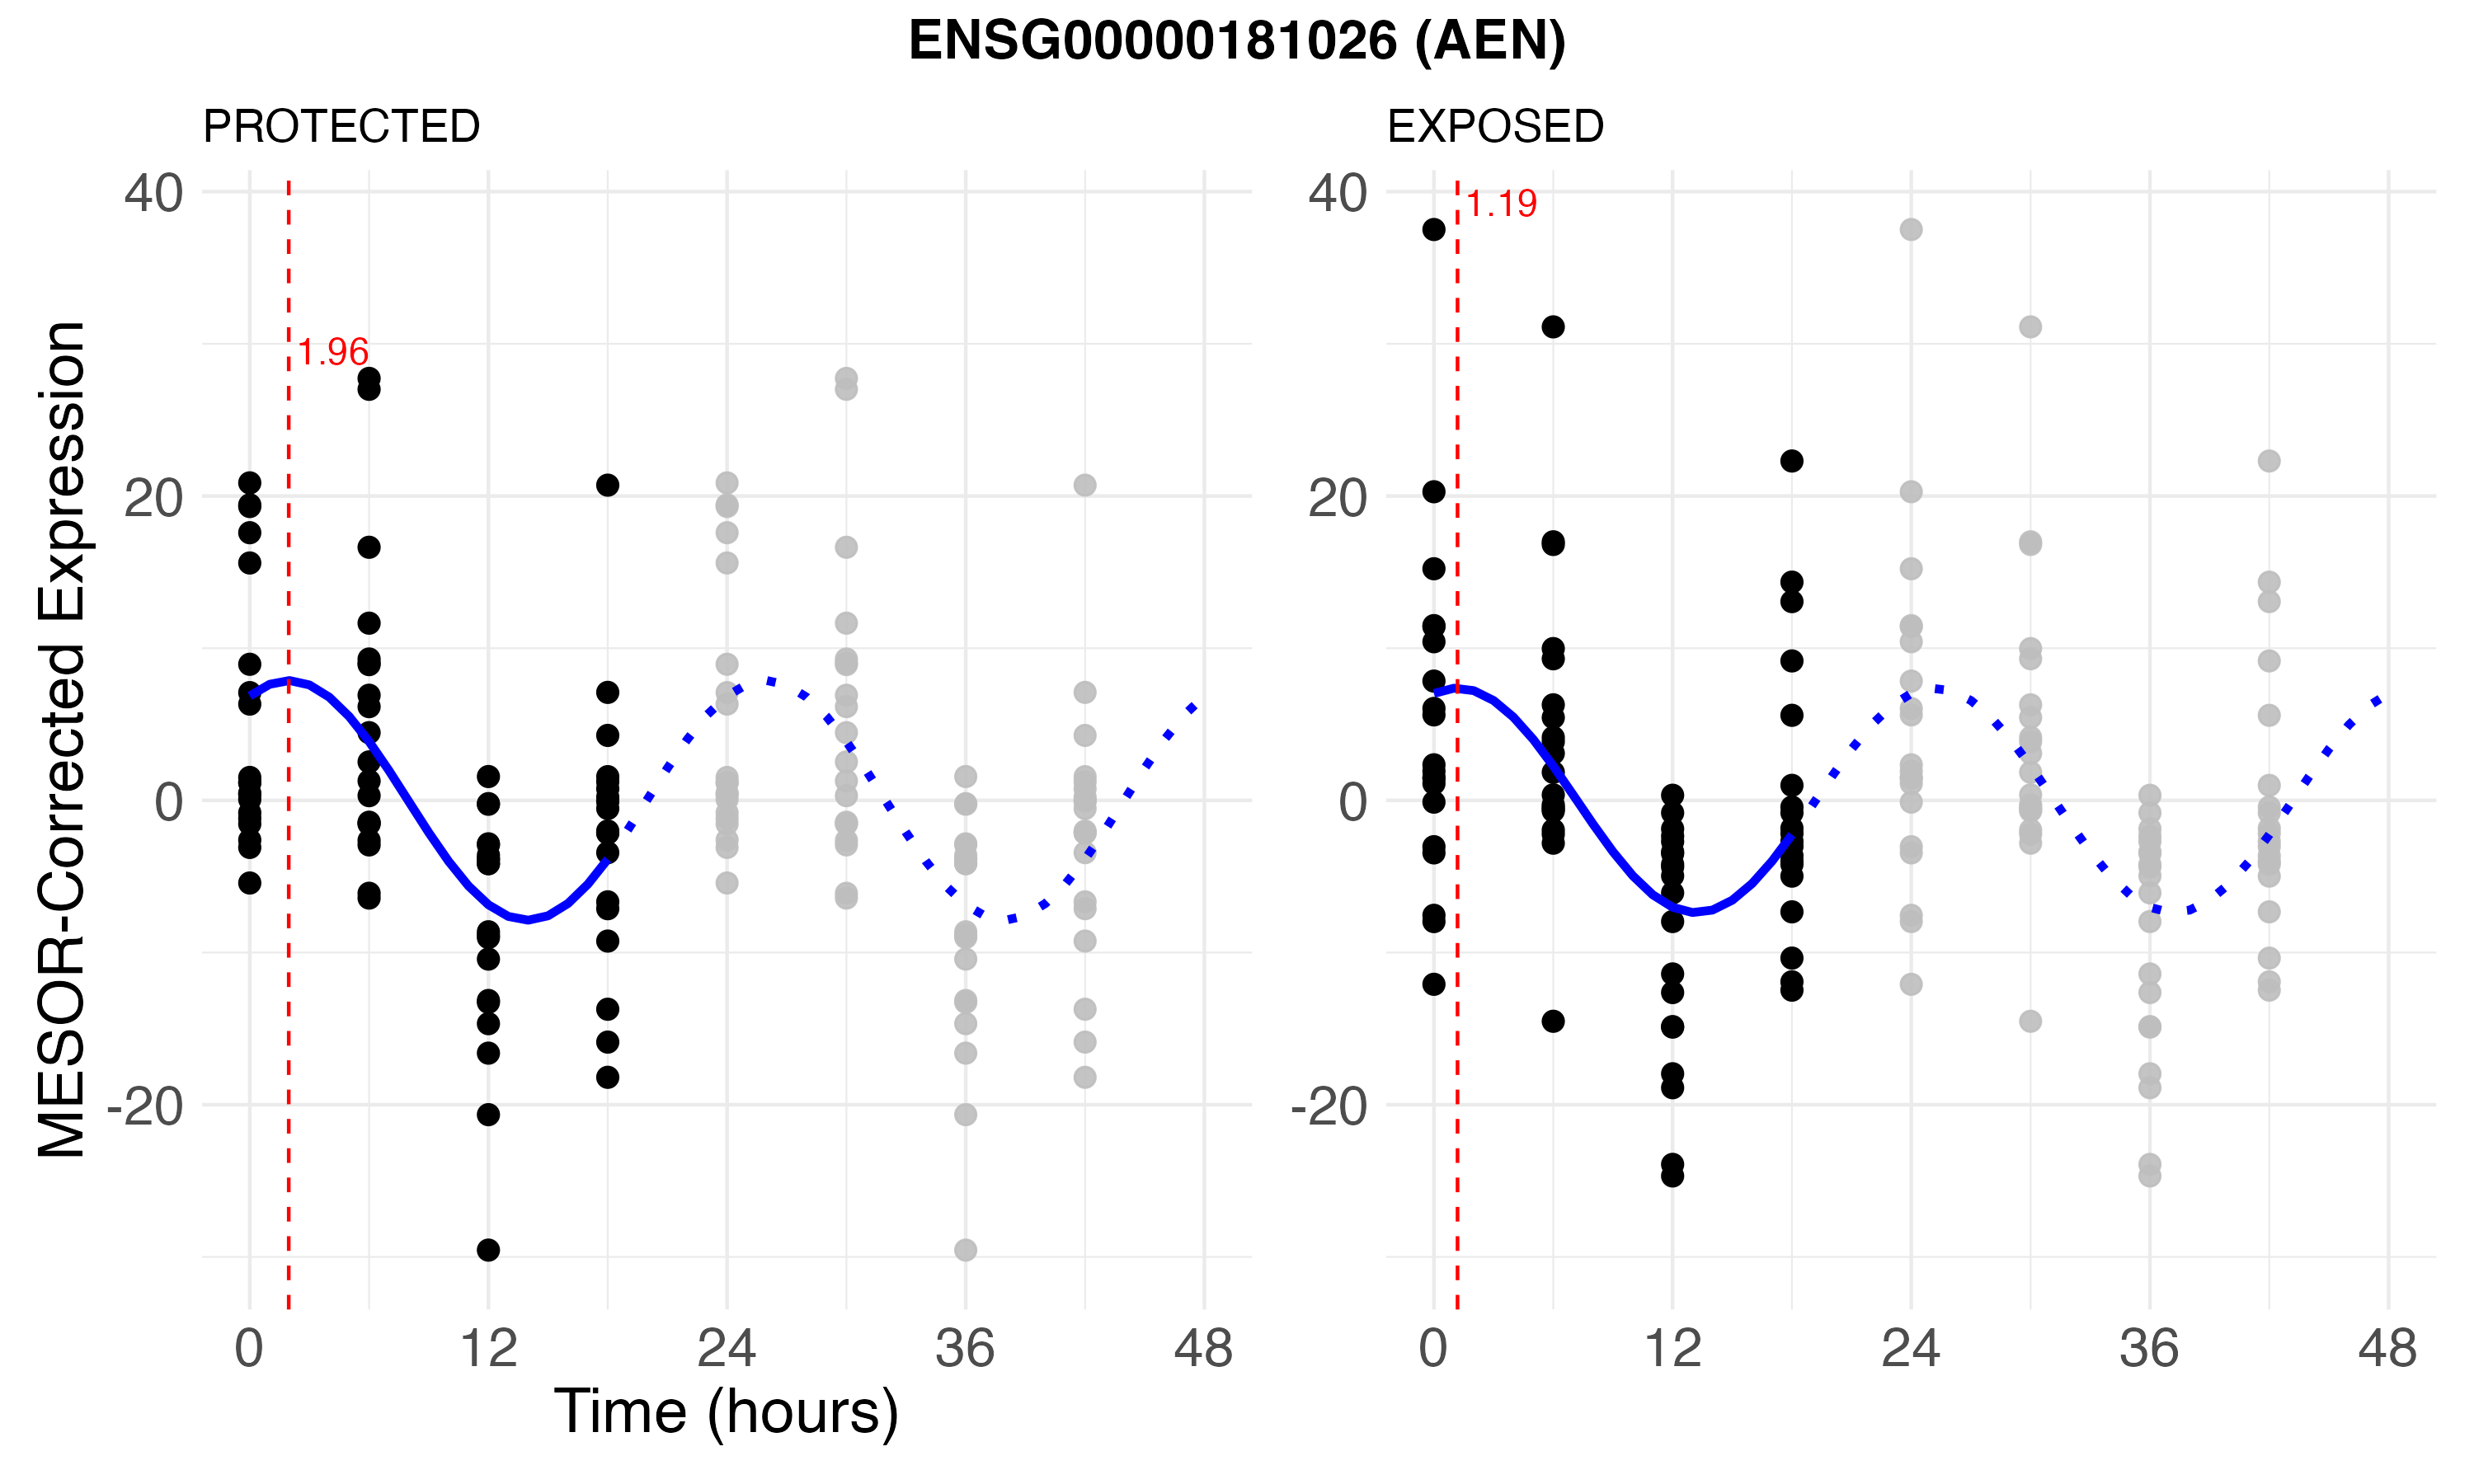 ENSG00000181026 (AEN)
PROTECTED
EXPOSED
MESOR-Corrected Expression
40
20
0
-20
1.96
0 12 24 36 48
40
20
0
-20
1.19
0 12 24 36 48
Time (hours)